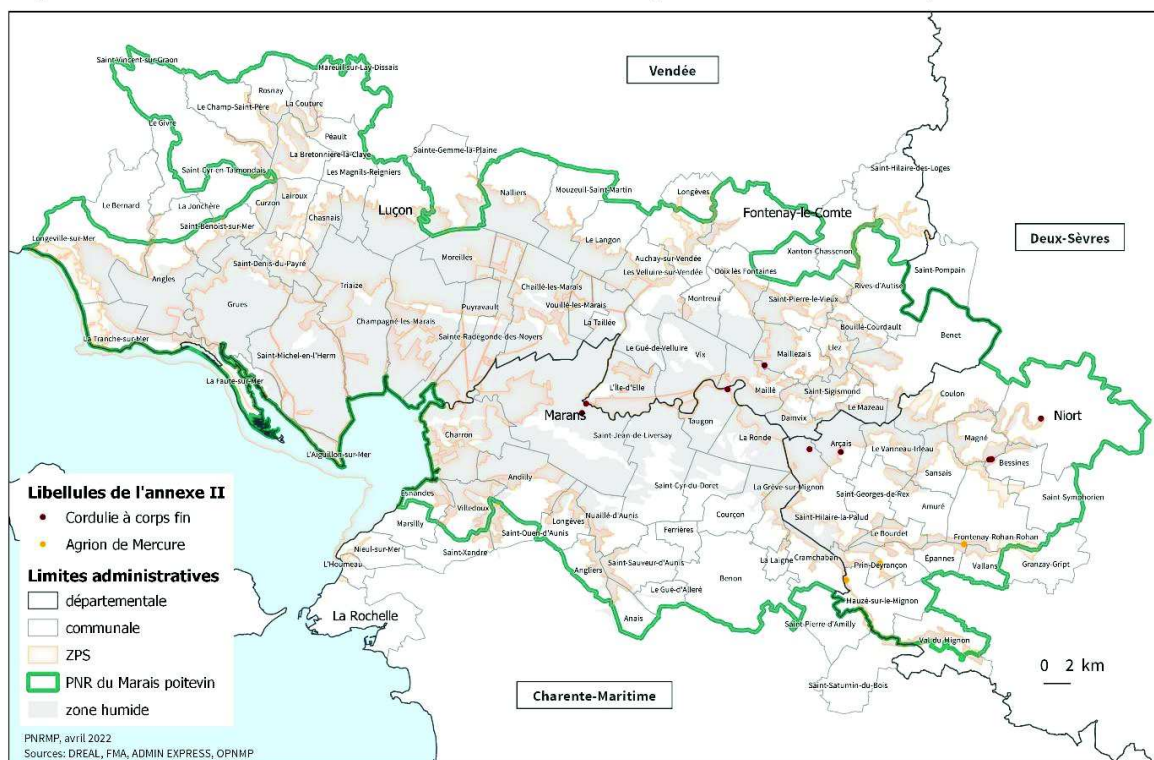 Vendée
Deux-Sèvres
Charente-Maritime
Saint-Vincent-sur-Graon
Mareuil-sur-Lay-Dissais
Rosnay
Le Champ-Saint-Père
La Couture
Le Givre
Péault
La Bretonnière-la-Claye
Sainte-Gemme-la-Plaine
Saint-Cyr-en-Talmondais
Les Magnils-Reigniers
Saint-Hilaire-des-Loges
Le Bernard
La Jonchère
Curzon
Lairoux
Chasnais
Luçon
Nalliers
Mouzeuil-Saint-Martin
Longèves
Fontenay-le-Comte
Saint-Benoist-sur-Mer
Longeville-sur-Mer
Le Langon
Auchay-sur-Vendée
Xanton-Chassenon
Moreilles
Saint-Denis-du-Payré
Les Velluire-sur-Vendée
Doix lès Fontaines
Saint-Pompain
Angles
Triaize
Chaillé-les-Marais
Rives-d'Autise
Grues
Puyravault
Vouillé-les-Marais
Montreuil
Saint-Pierre-le-Vieux
Champagné-les-Marais
La Taillée
Bouillé-Courdault
Benet
La Tranche-sur-Mer
Sainte-Radégonde-des-Noyers
Le Gué-de-Velluire
Vix
Liez
Saint-Michel-en-l'Herm
Maillezais
La Faute-sur-Mer
L'Île-d'Elle
Maillé
Saint-Sigismond
Coulon
Le Mazeau
Marans
Taugon
Damvix
Niort
Charron
Saint-Jean-de-Liversay
La Ronde
Arçais
Magné
L'Aiguillon-sur-Mer
Le Vanneau-Irleau
Bessines
Andilly
Sansais
Saint-Cyr-du-Doret
La Grève-sur-Mignon
Esnandes
Saint-Georges-de-Rex
Saint-Symphorien
Villedoux
Amuré
Marsilly
Longèves
Nuaillé-d'Aunis
Courçon
Saint-Hilaire-la-Palud
Saint-Ouen-d'Aunis
Ferrières
Le Bourdet
Frontenay-Rohan-Rohan
Nieul-sur-Mer
Saint-Xandre
La Laigne
Cramchaban
Épannes
L'Houmeau
Saint-Sauveur-d'Aunis
Prin-Deyrançon
Vallans
Granzay-Gript
Angliers
Benon
Le Gué-d'Alleré
Mauzé-sur-le-Mignon
La Rochelle
Anais
Saint-Pierre-d'Amilly
Val-du-Mignon
Saint-Saturnin-du-Bois
0 2 km
Libellules de l'annexe II
Cordulie à corps fin
Agrion de Mercure
Limites administratives
départementale
communale
ZPS
PNR du Marais poitevin
zone humide
PNRMP, avril 2022
Sources: DREAL, FMA, ADMIN EXPRESS, OPNMP